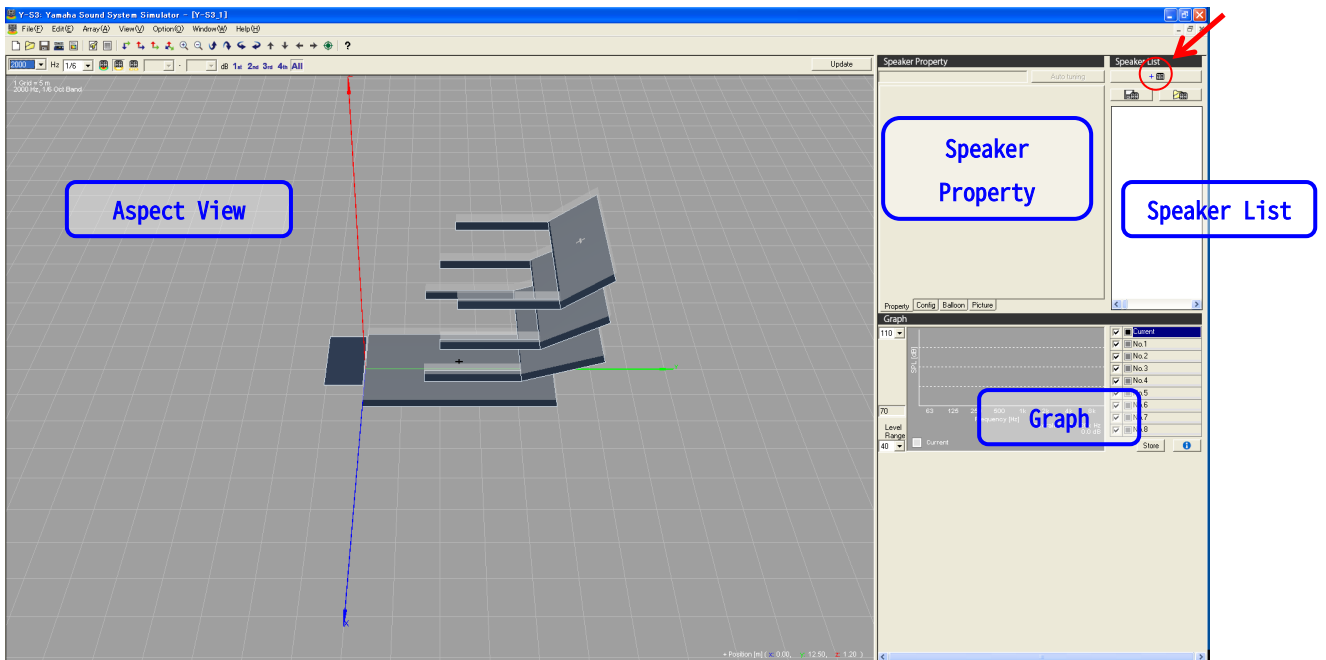 Y-S3: Yamaha Sound System Simulator - [Y-S3_1]
File(F) Edit(E) Array(A) View(V) Option(O) Window(W) Help(H)
2000 Hz 1/6 - dB 1st 2nd 3rd 4th All Update
1 Grid = 5 m
2000 Hz, 1/6 Oct Band.
Aspect View
X
+ Position [m] ( x: 0.00, 12.50, z: 1.20 )
Speaker Property
Auto tuning
Speaker
Property
Property Config Balloon Picture
Speaker List
+
Speaker List
Graph
110
SPL [dB]
70
63 125 500
Level
Range
40
Current
Graph
Current
No.1
No.2
No.3
No.4
No.5
No.6
No.7
No.8
Store